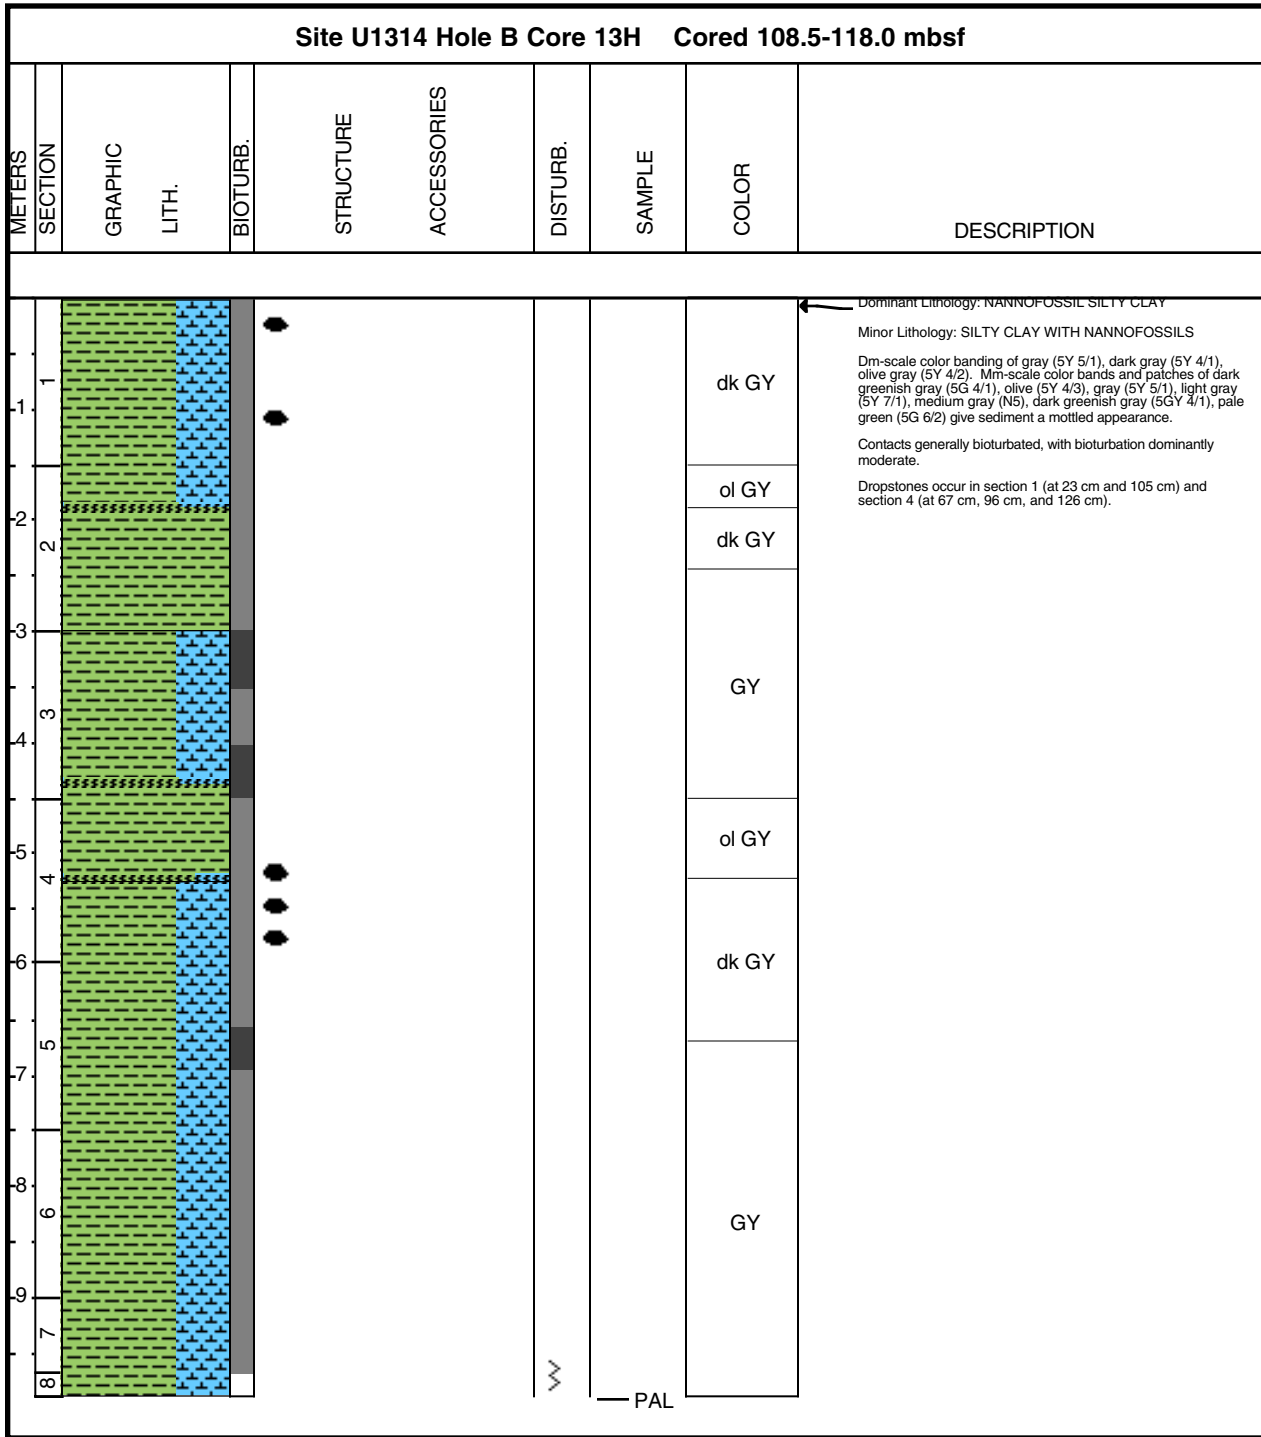 Site U1314 Hole B Core 13H Cored 108.5-118.0 mbsf
METERS
SECTION
GRAPHIC
LITH.
BIOTURB.
STRUCTURE
ACCESSORIES
DISTURB.
SAMPLE
COLOR
DESCRIPTION
Dominant Lithology: NANNOFOSSIL SILTY CLAY
Minor Lithology: SILTY CLAY WITH NANNOFOSSILS
Dm-scale color banding of gray (5Y 5/1), dark gray (5Y 4/1),
olive gray (5Y 4/2). Mm-scale color bands and patches of dark
greenish gray (5G 4/1), olive (5Y 4/3), gray (5Y 5/1), light gray
(5Y 7/1), medium gray (N5), dark greenish gray (5GY 4/1), pale
green (5G 6/2) give sediment a mottled appearance.
Contacts generally bioturbated, with bioturbation dominantly
moderate.
Dropstones occur in section 1 (at 23 cm and 105 cm) and
section 4 (at 67 cm, 96 cm, and 126 cm).
1
2
3
4
5
6
7
8
9
1
2
3
4
5
6
7
8
dk GY
ol GY
dk GY
GY
ol GY
dk GY
GY
PAL